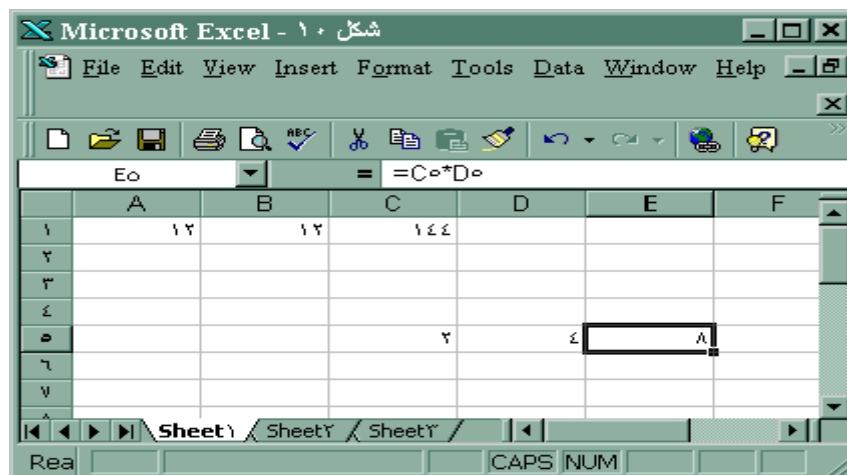 Microsoft Excel - شكل ١٠
File Edit View Insert Format Tools Data Window Help
E٥ = =C٥*D٥
A B C D E F
١ ١٢ ١٢ ١٤٤
٢
٣
٤
٥ ٢ ٤ ٨
٦
٧
Sheet١ Sheet٢ Sheet٣
Rea CAPS NUM